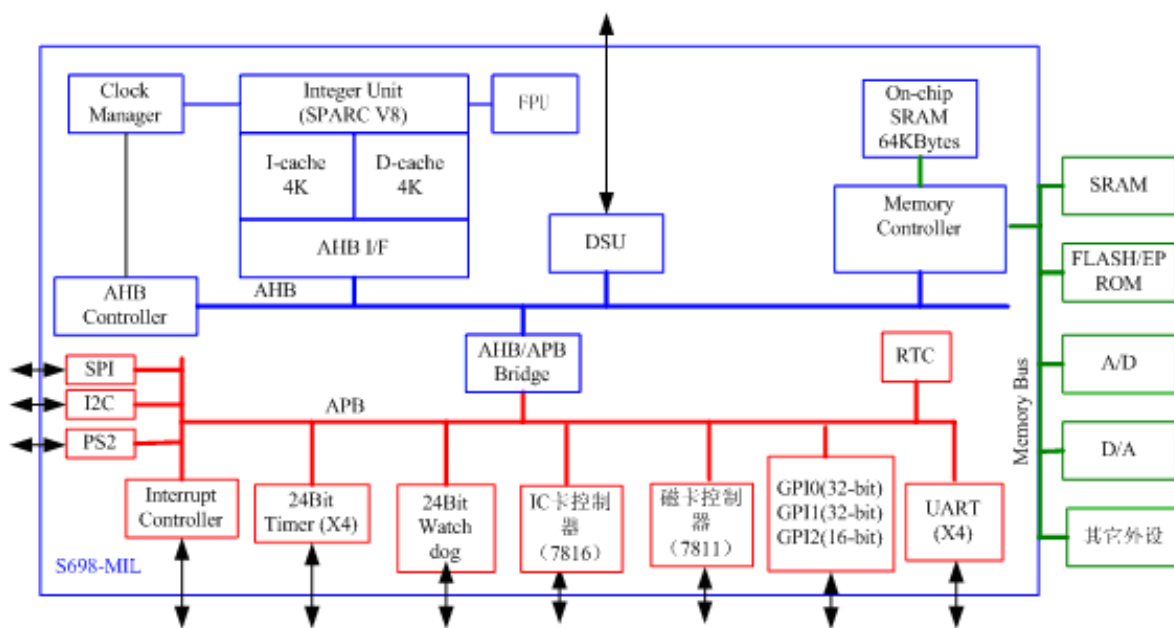 Clock
Manager
Integer Unit
(SPARC V8)
FPU
On-chip
SRAM
64KBytes
I-cache
4K
D-cache
4K
SRAM
Memory
Controller
AHB I/F
DSU
FLASH/EP
ROM
AHB
Controller
AHB
AHB/APB
Bridge
RTC
A/D
SPI
I2C
PS2
APB
Memory Bus
D/A
Interrupt
Controller
24Bit
Timer (X4)
24Bit
Watch
dog
IC卡控制
器
（7816）
磁卡控制
器
（7811）
GPI0(32-bit)
GPI1(32-bit)
GPI2(16-bit)
UART
(X4)
其它外设
S698-MIL